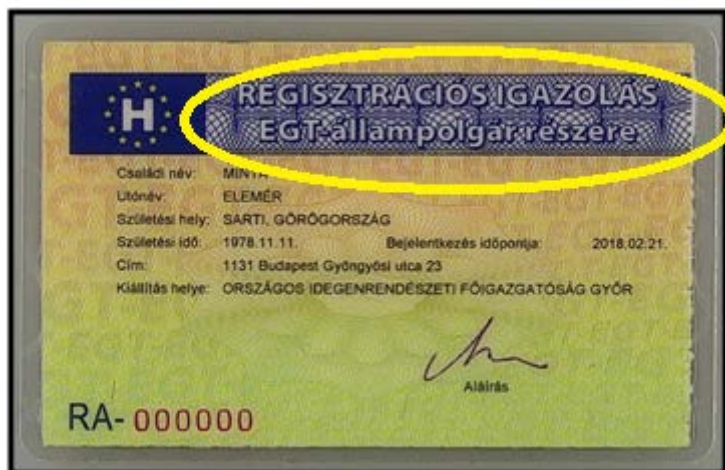 H
REGISZTRÁCIÓS IGAZOLÁS
EGT-állampolgár részére
Családi név: MINTA
Utónév: ELEMÉR
Születési hely: SARTI, GÖRÖGORSZÁG
Születési idő: 1978.11.11. Bejelentkezés időpontja: 2018.02.21.
Cím: 1131 Budapest Gyöngyösi utca 23
Kiállítás helye: ORSZÁGOS IDEGENRENDÉSZETI FŐIGAZGATÓSÁG GYŐR
Aláírás
RA- 000000